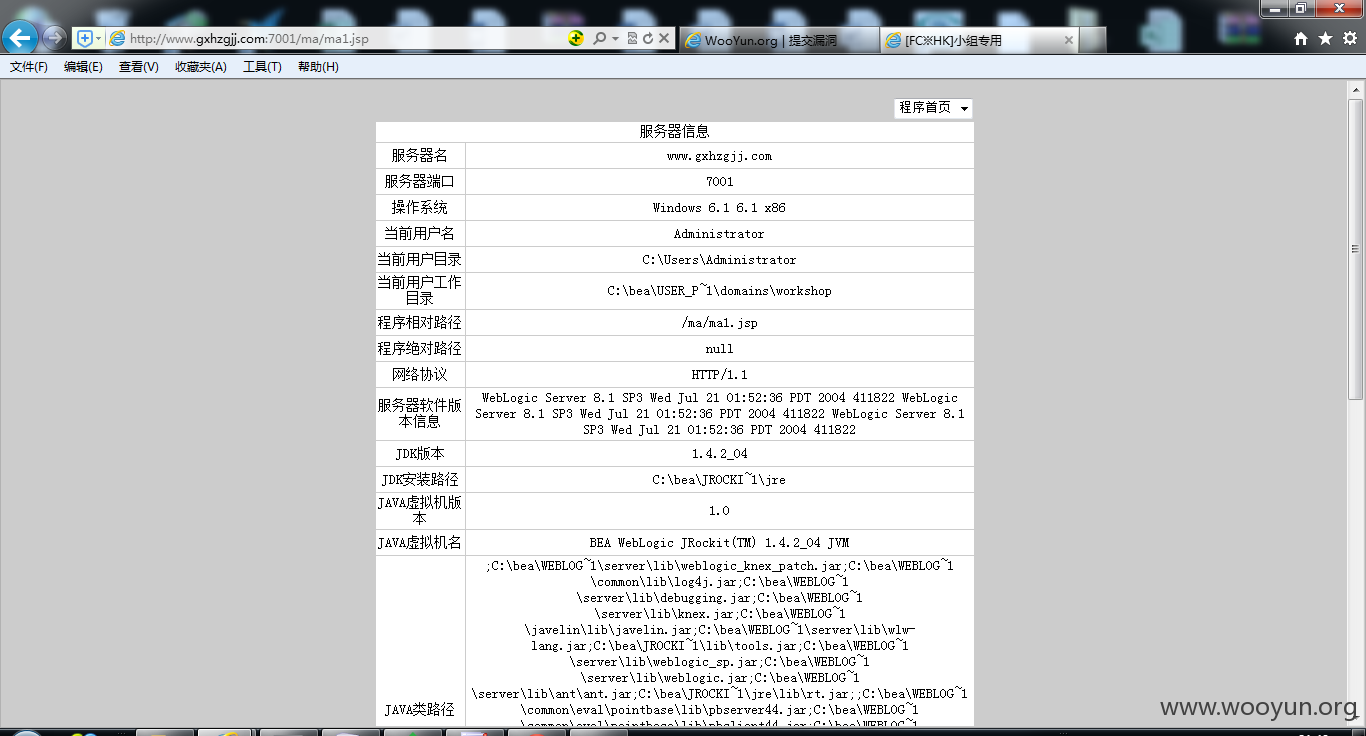 http://www.gxhzgjj.com:7001/ma/ma1.jsp
WooYun.org | 提交漏洞
[FC※HK]小组专用
文件(F) 编辑(E) 查看(V) 收藏夹(A) 工具(T) 帮助(H)
程序首页
服务器信息
服务器名 www.gxhzgjj.com
服务器端口 7001
操作系统 Windows 6.1 6.1 x86
当前用户名 Administrator
当前用户目录 C:\Users\Administrator
当前用户工作
目录
C:\bea\USER_P~1\domains\workshop
程序相对路径 /ma/ma1.jsp
程序绝对路径 null
网络协议 HTTP/1.1
服务器软件版
本信息
WebLogic Server 8.1 SP3 Wed Jul 21 01:52:36 PDT 2004 411822 WebLogic
Server 8.1 SP3 Wed Jul 21 01:52:36 PDT 2004 411822 WebLogic Server 8.1
SP3 Wed Jul 21 01:52:36 PDT 2004 411822
JDK版本 1.4.2_04
JDK安装路径 C:\bea\JROCKI~1\jre
JAVA虚拟机版
本
1.0
JAVA虚拟机名 BEA WebLogic JRockit(TM) 1.4.2_04 JVM
JAVA类路径
;C:\bea\WEBLOG~1\server\lib\weblogic_knex_patch.jar;C:\bea\WEBLOG~1
\common\lib\log4j.jar;C:\bea\WEBLOG~1
\server\lib\debugging.jar;C:\bea\WEBLOG~1
\server\lib\knex.jar;C:\bea\WEBLOG~1
\javelin\lib\javelin.jar;C:\bea\WEBLOG~1\server\lib\wlw-
lang.jar;C:\bea\JROCKI~1\lib\tools.jar;C:\bea\WEBLOG~1
\server\lib\weblogic_sp.jar;C:\bea\WEBLOG~1
\server\lib\weblogic.jar;C:\bea\WEBLOG~1
\server\lib\ant\ant.jar;C:\bea\JROCKI~1\jre\lib\rt.jar;;C:\bea\WEBLOG~1
\common\eval\pointbase\lib\pbserver44.jar;C:\bea\WEBLOG~1
\common\eval\pointbase\lib\pbclient44.jar;C:\bea\WEBLOG~1
www.wooyun.org